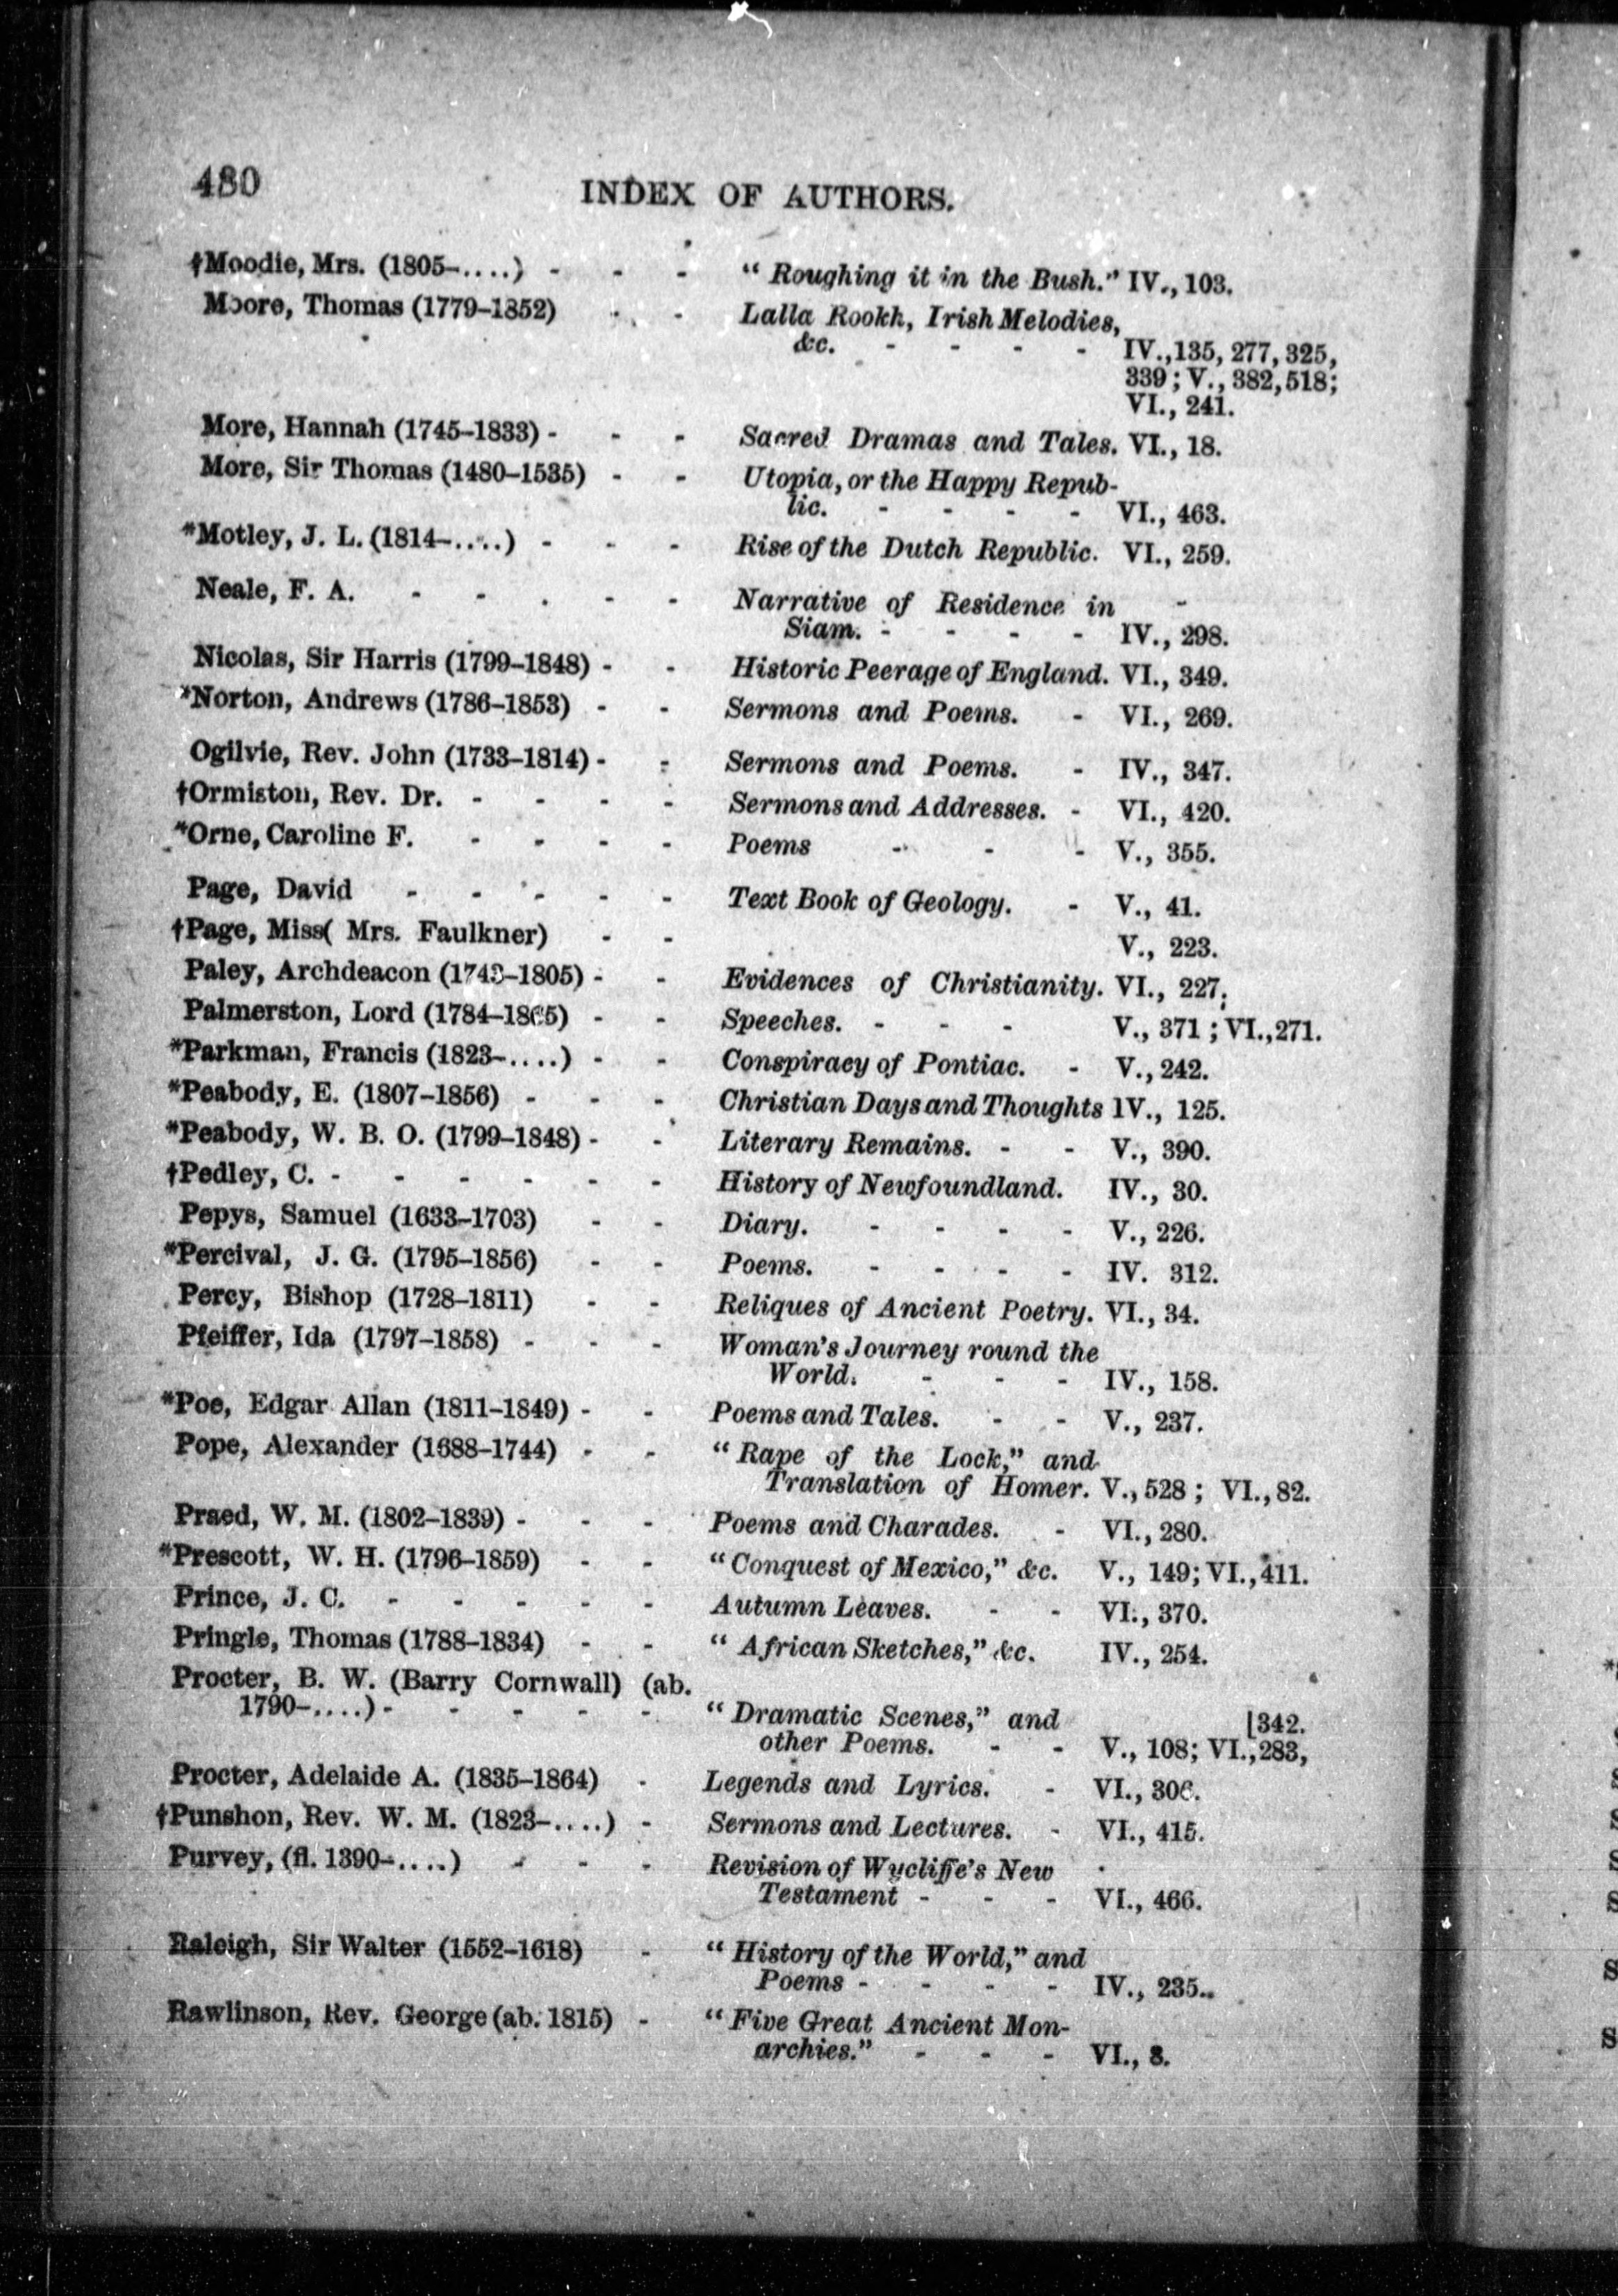 480
INDEX OF AUTHORS.
†Moodie, Mrs. (1805-....) - - - "Roughing it in the Bush." IV., 103.
Moore, Thomas (1779-1852) - - Lalla Rookh, Irish Melodies,
&c. - - - - IV.,135, 277, 325,
339; V., 382,518;
VI., 241.
More, Hannah (1745-1833) - - - Sacred Dramas and Tales. VI., 18.
More, Sir Thomas (1480-1535) - - Utopia, or the Happy Repub-
lic. - - - - VI., 463.
*Motley, J. L. (1814-....) - - - Rise of the Dutch Republic. VI., 259.
Neale, F. A. - - - - - Narrative of Residence in
Siam. - - - - IV., 298.
Nicolas, Sir Harris (1799-1848) - - Historic Peerage of England. VI., 349.
*Norton, Andrews (1786-1853) - - Sermons and Poems. - VI., 269.
Ogilvie, Rev. John (1733-1814) - - Sermons and Poems. - IV., 347.
†Ormiston, Rev. Dr. - - - - Sermons and Addresses. - VI., 420.
*Orne, Caroline F. - - - - Poems - - - V., 355.
Page, David - - - - - Text Book of Geology. - V., 41.
†Page, Miss( Mrs. Faulkner) - - V., 223.
Paley, Archdeacon (1743-1805) - - Evidences of Christianity. VI., 227.
Palmerston, Lord (1784-1865) - - Speeches. - - - V., 371; VI.,271.
*Parkman, Francis (1823-....) - - Conspiracy of Pontiac. - V., 242.
*Peabody, E. (1807-1856) - - - Christian Days and Thoughts IV., 125.
*Peabody, W. B. O. (1799-1848) - - Literary Remains. - - V., 390.
†Pedley, C. - - - - - - History of Newfoundland. IV., 30.
Pepys, Samuel (1633-1703) - - Diary. - - - - V., 226.
*Percival, J. G. (1795-1856) - - Poems. - - - - IV. 312.
Percy, Bishop (1728-1811) - - Reliques of Ancient Poetry. VI., 34.
Pfeiffer, Ida (1797-1858) - - - Woman's Journey round the
World. - - - IV., 158.
*Poe, Edgar Allan (1811-1849) - - Poems and Tales. - - V., 237.
Pope, Alexander (1688-1744) - - "Rape of the Lock," and
Translation of Homer. V., 528; VI., 82.
Praed, W. M. (1802-1839) - - - Poems and Charades. - VI., 280.
*Prescott, W. H. (1796-1859) - - "Conquest of Mexico," &c. V., 149; VI.,411.
Prince, J. C. - - - - - Autumn Leaves. - - VI., 370.
Pringle, Thomas (1788-1834) - - "African Sketches," &c. IV., 254.
Procter, B. W. (Barry Cornwall) (ab.
1790-....) - - - - - "Dramatic Scenes," and [342.
other Poems. - - V., 108; VI.,283,
Procter, Adelaide A. (1835-1864) - Legends and Lyrics. - VI., 306.
†Punshon, Rev. W. M. (1823-....) - Sermons and Lectures. - VI., 415.
Purvey, (fl. 1390-....) - - - Revision of Wycliffe's New
Testament - - - VI., 466.
Raleigh, Sir Walter (1552-1618) - "History of the World," and
Poems - - - - IV., 235.
Rawlinson, Rev. George (ab. 1815) - "Five Great Ancient Mon-
archies." - - - VI., 8.